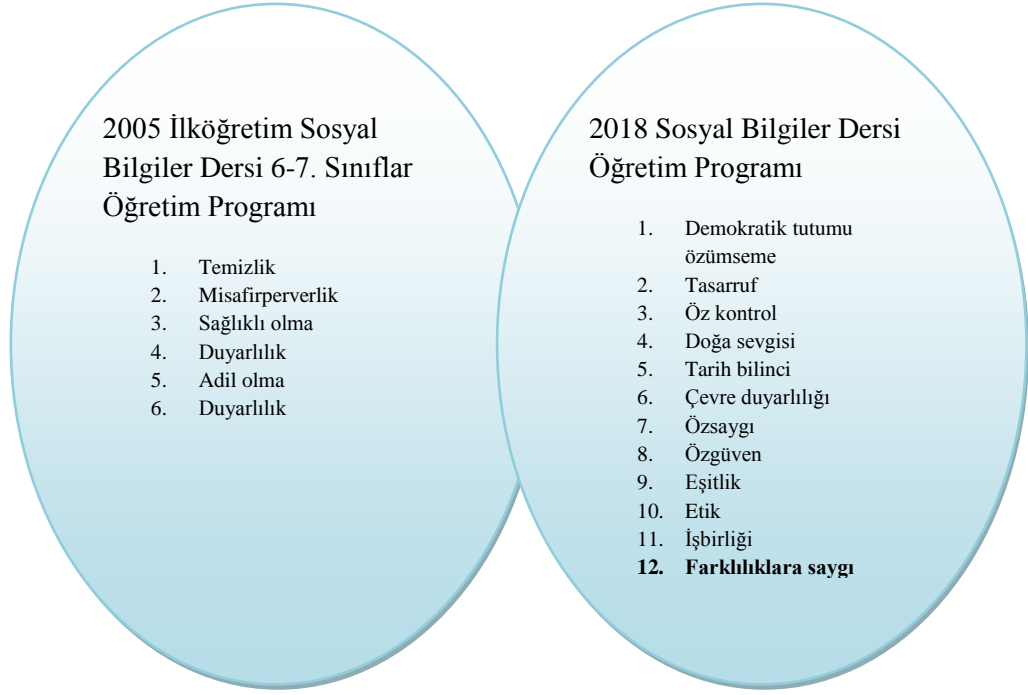 2005 İlköğretim Sosyal
Bilgiler Dersi 6-7. Sınıflar
Öğretim Programı
1. Temizlik
2. Misafirperverlik
3. Sağlıklı olma
4. Duyarlılık
5. Adil olma
6. Duyarlılık
2018 Sosyal Bilgiler Dersi
Öğretim Programı
1. Demokratik tutumu
özümseme
2. Tasarruf
3. Öz kontrol
4. Doğa sevgisi
5. Tarih bilinci
6. Çevre duyarlılığı
7. Özsaygı
8. Özgüven
9. Eşitlik
10. Etik
11. İşbirliği
12. Farklılıklara saygı